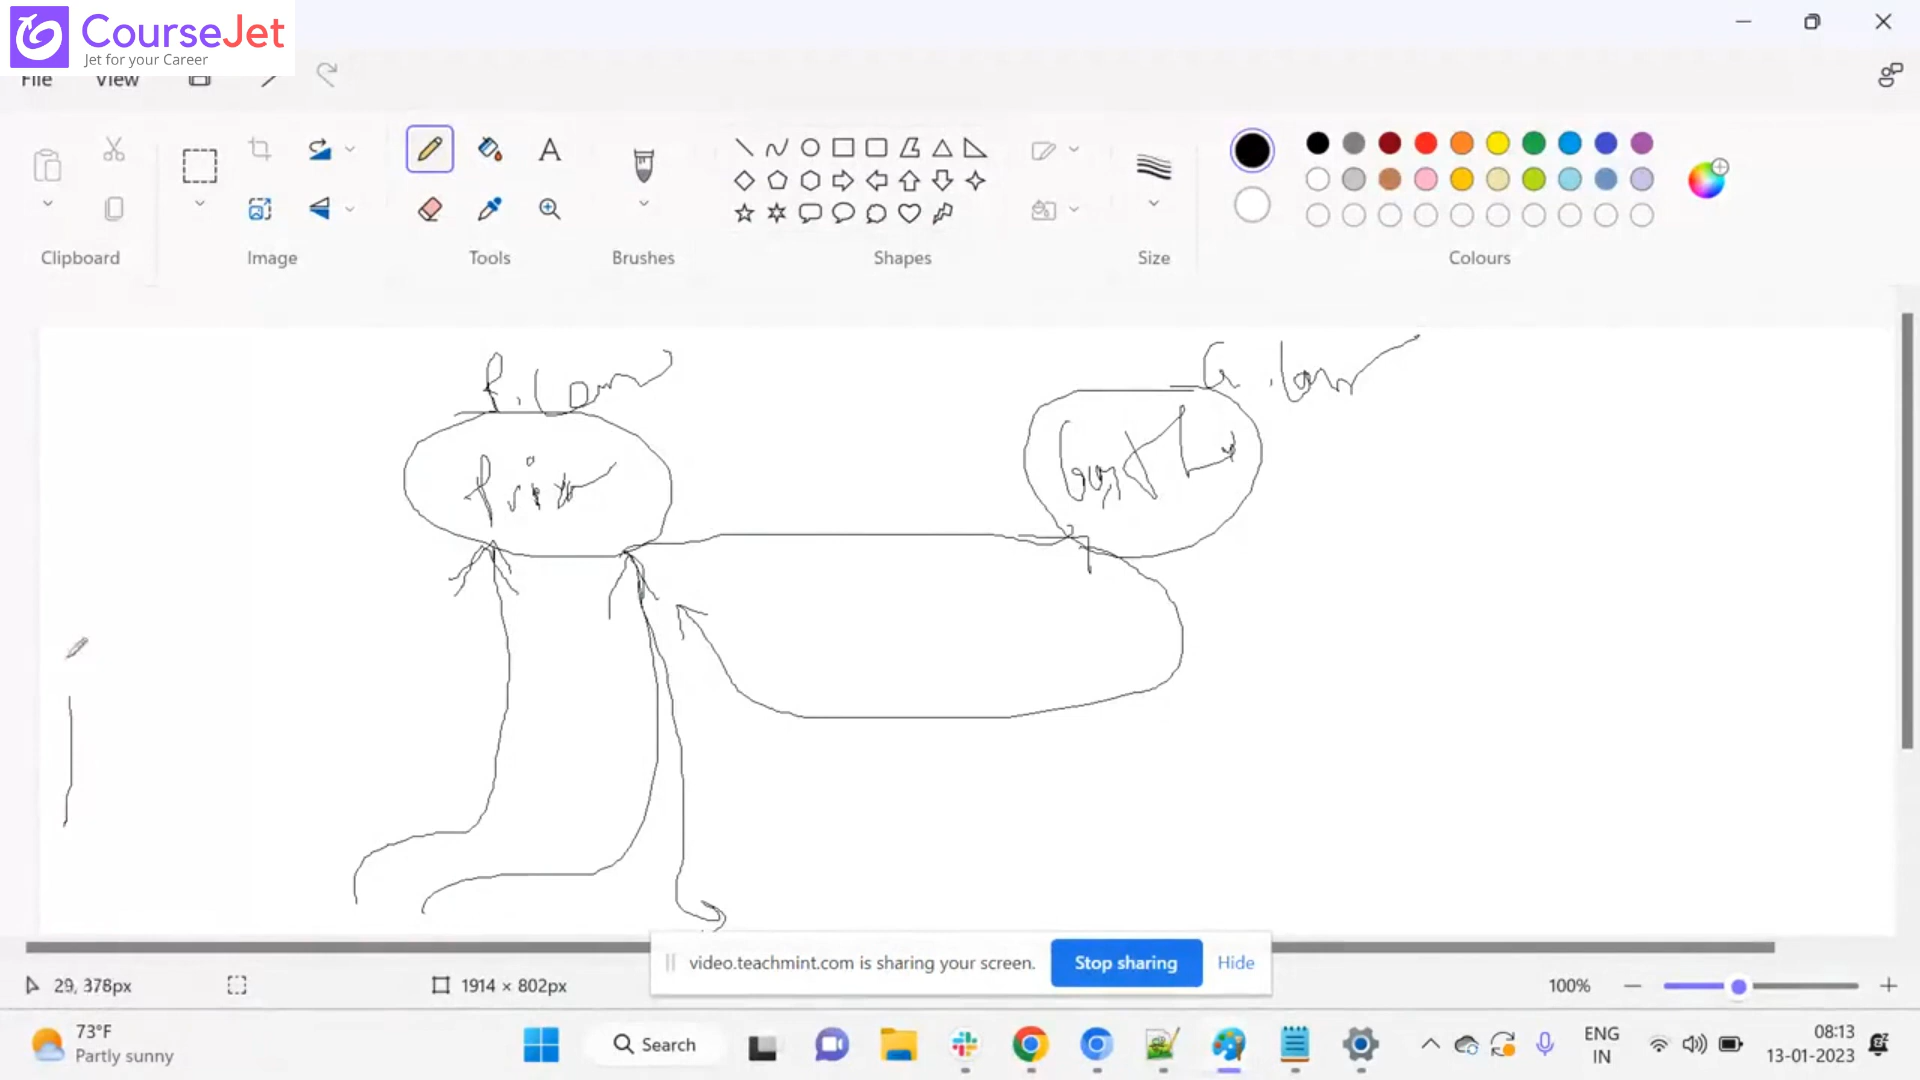 CourseJet
Jet for your Career
File View
Clipboard
Image
Tools
Brushes
Shapes
Size
Colours
video.teachmint.com is sharing your screen. Stop sharing Hide
29, 378px
1914 × 802px
100%
73°F
Partly sunny
Search
ENG
IN
08:13
13-01-2023